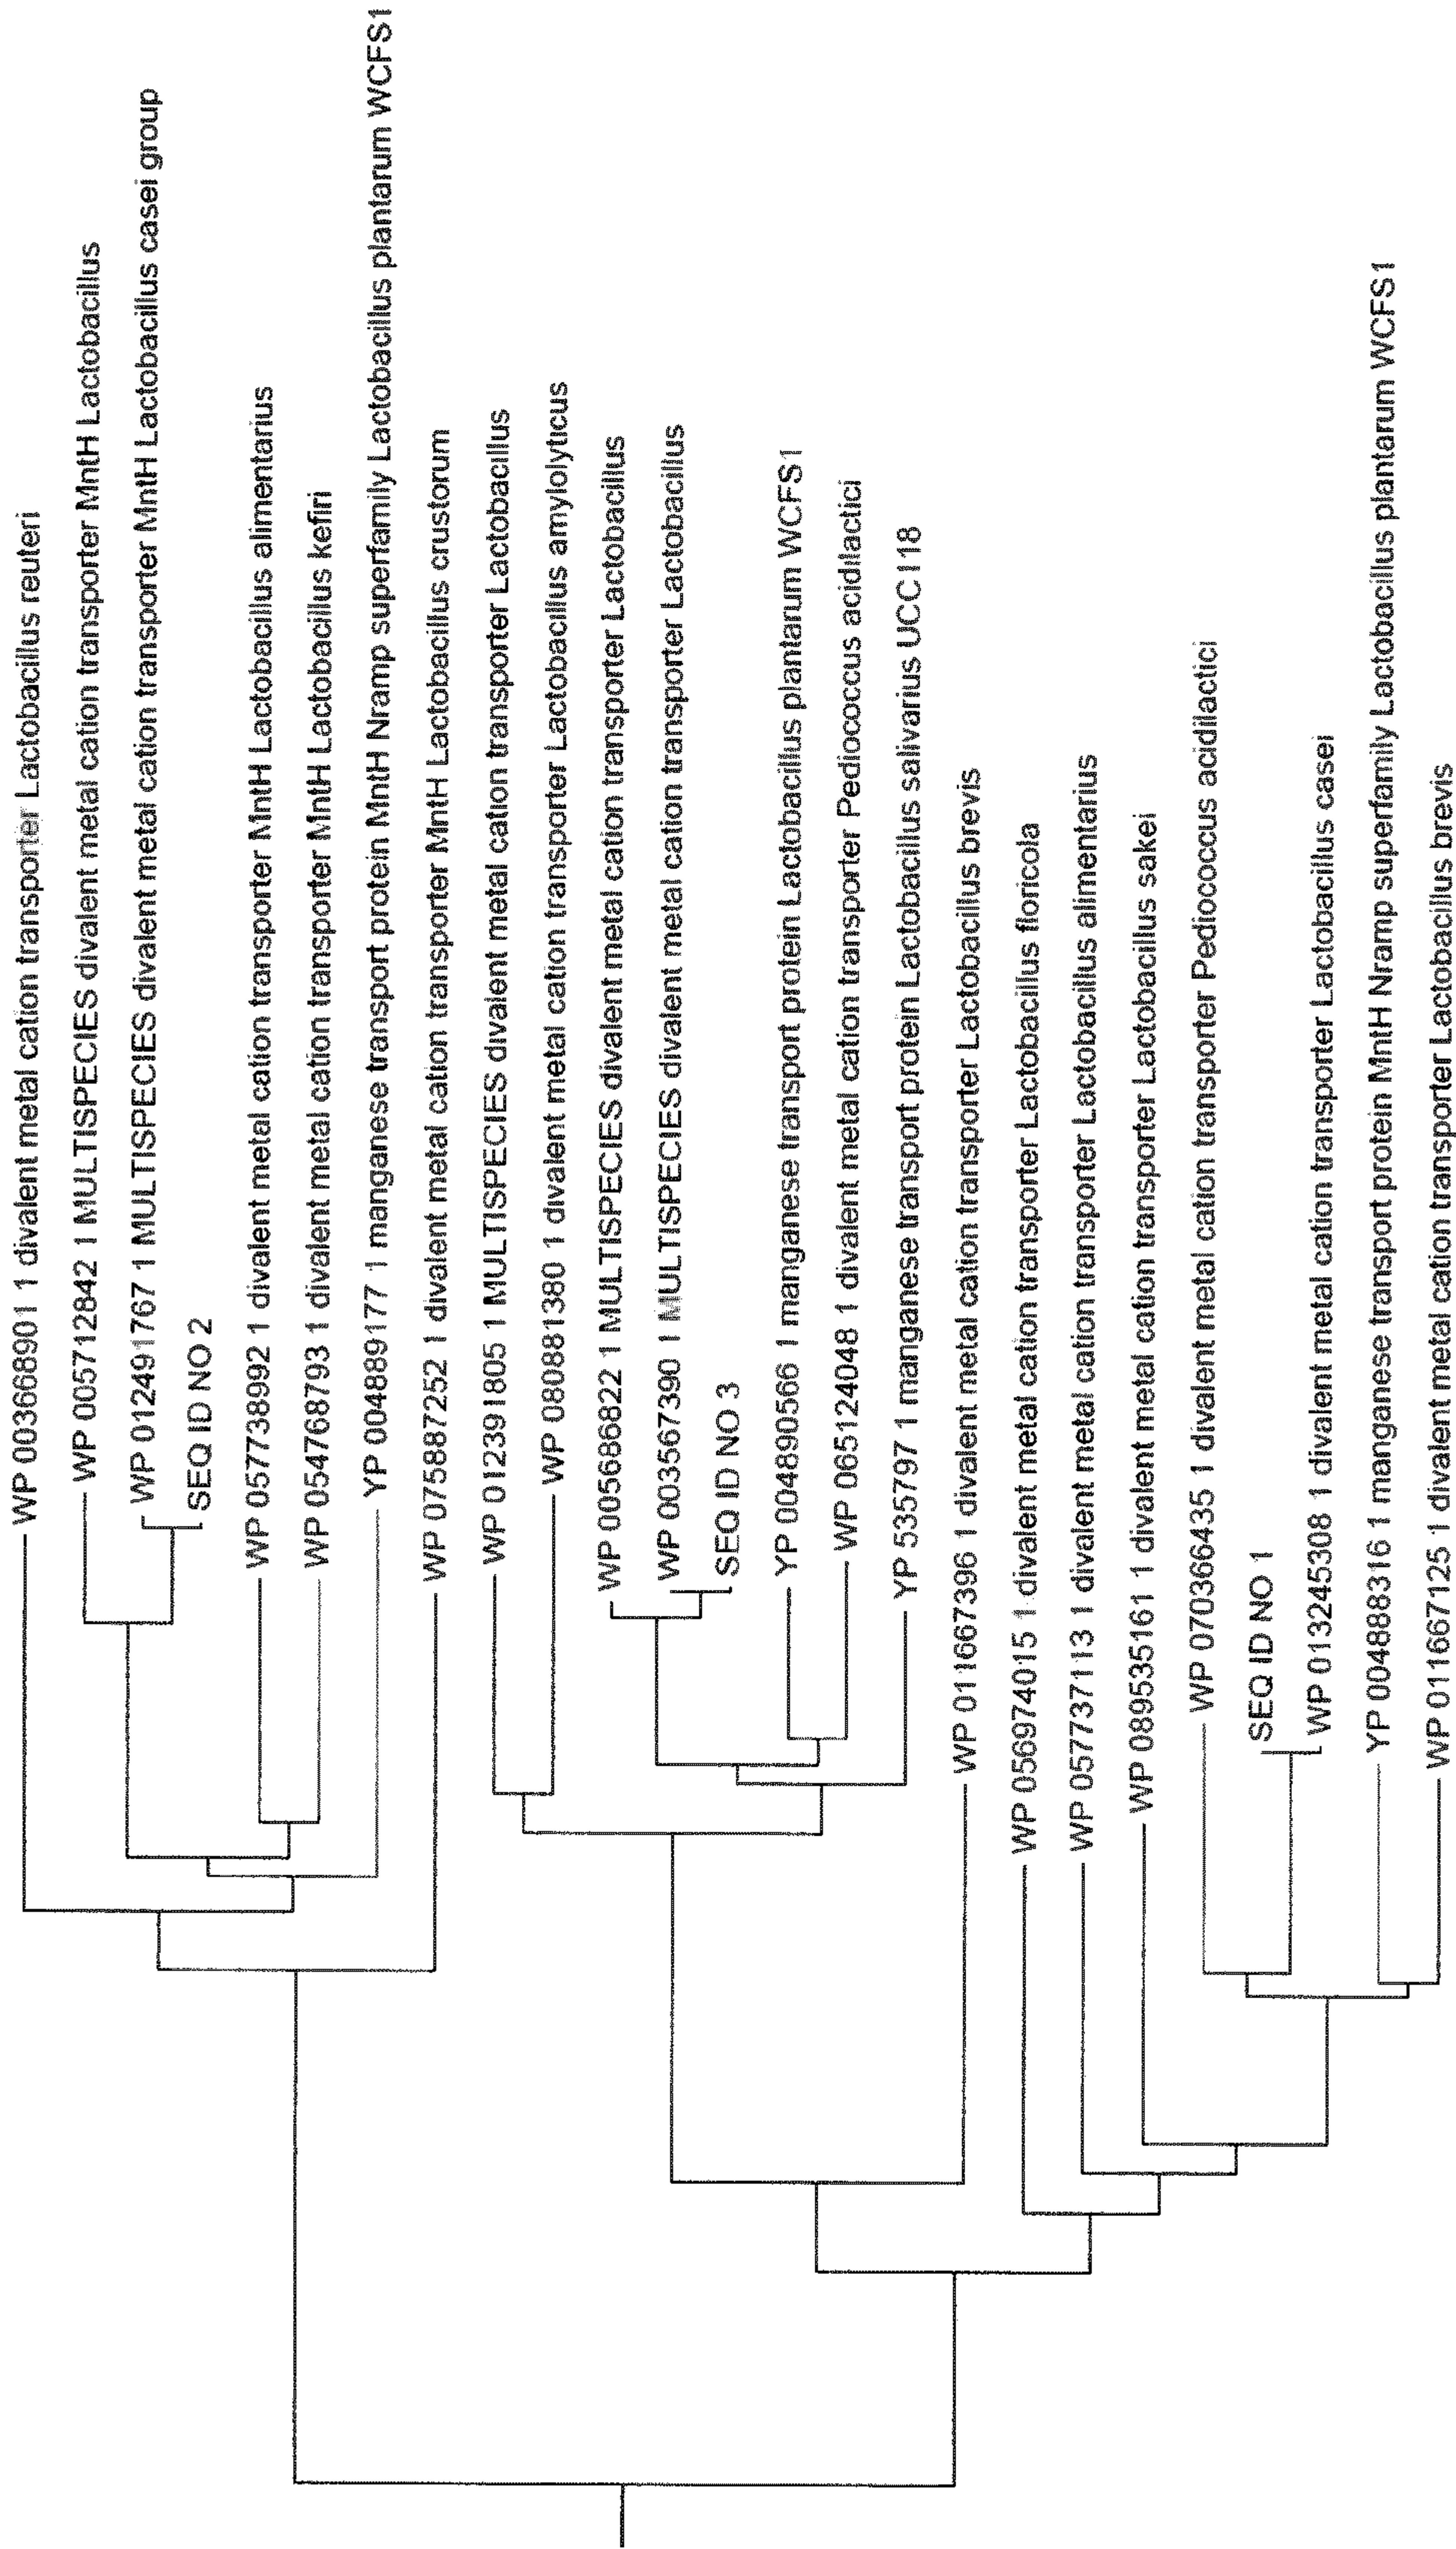 WP 003668901 1 divalent metal cation transporter Lactobacillus reuteri
WP 005712842 1 MULTISPECIES divalent metal cation transporter MntH Lactobacillus
WP 012491767 1 MULTISPECIES divalent metal cation transporter MntH Lactobacillus casei group
SEQ ID NO 2
WP 057738992 1 divalent metal cation transporter MntH Lactobacillus alimentarius
WP 054768793 1 divalent metal cation transporter MntH Lactobacillus kefiri
YP 004889177 1 manganese transport protein MntH Nramp superfamily Lactobacillus plantarum WCFS1
WP 075887252 1 divalent metal cation transporter MntH Lactobacillus crustorum
WP 012391805 1 MULTISPECIES divalent metal cation transporter Lactobacillus
WP 080881380 1 divalent metal cation transporter Lactobacillus amylolyticus
WP 005686822 1 MULTISPECIES divalent metal cation transporter Lactobacillus
WP 003567390 1 MULTISPECIES divalent metal cation transporter Lactobacillus
SEQ ID NO 3
YP 004890566 1 manganese transport protein Lactobacillus plantarum WCFS1
WP 065124048 1 divalent metal cation transporter Pediococcus acidilactici
YP 535797 1 manganese transport protein Lactobacillus salivarius UCC118
WP 011667396 1 divalent metal cation transporter Lactobacillus brevis
WP 056974015 1 divalent metal cation transporter Lactobacillus floricola
WP 057737113 1 divalent metal cation transporter Lactobacillus alimentarius
WP 089535161 1 divalent metal cation transporter Lactobacillus sakei
WP 070366435 1 divalent metal cation transporter Pediococcus acidilactici
SEQ ID NO 1
WP 013245308 1 divalent metal cation transporter Lactobacillus casei
YP 004888316 1 manganese transport protein MntH Nramp superfamily Lactobacillus plantarum WCFS1
WP 011667125 1 divalent metal cation transporter Lactobacillus brevis